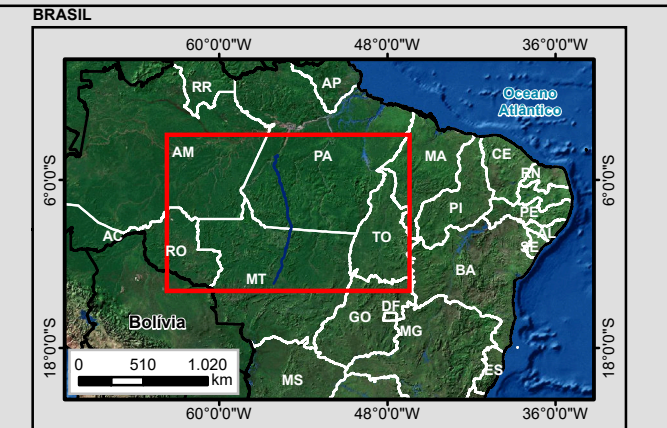 BRASIL
60°0'0"W 48°0'0"W 36°0'0"W
RR
AP
Oceano
Atlântico
AM
PA
MA
CE
RN
6°0'0"S
6°0'0"S
PI
PE
AL
SE
AC
RO
TO
BA
MT
DF
GO
MG
Bolívia
18°0'0"S
18°0'0"S
0 510 1.020
km
MS
ES
60°0'0"W 48°0'0"W 36°0'0"W